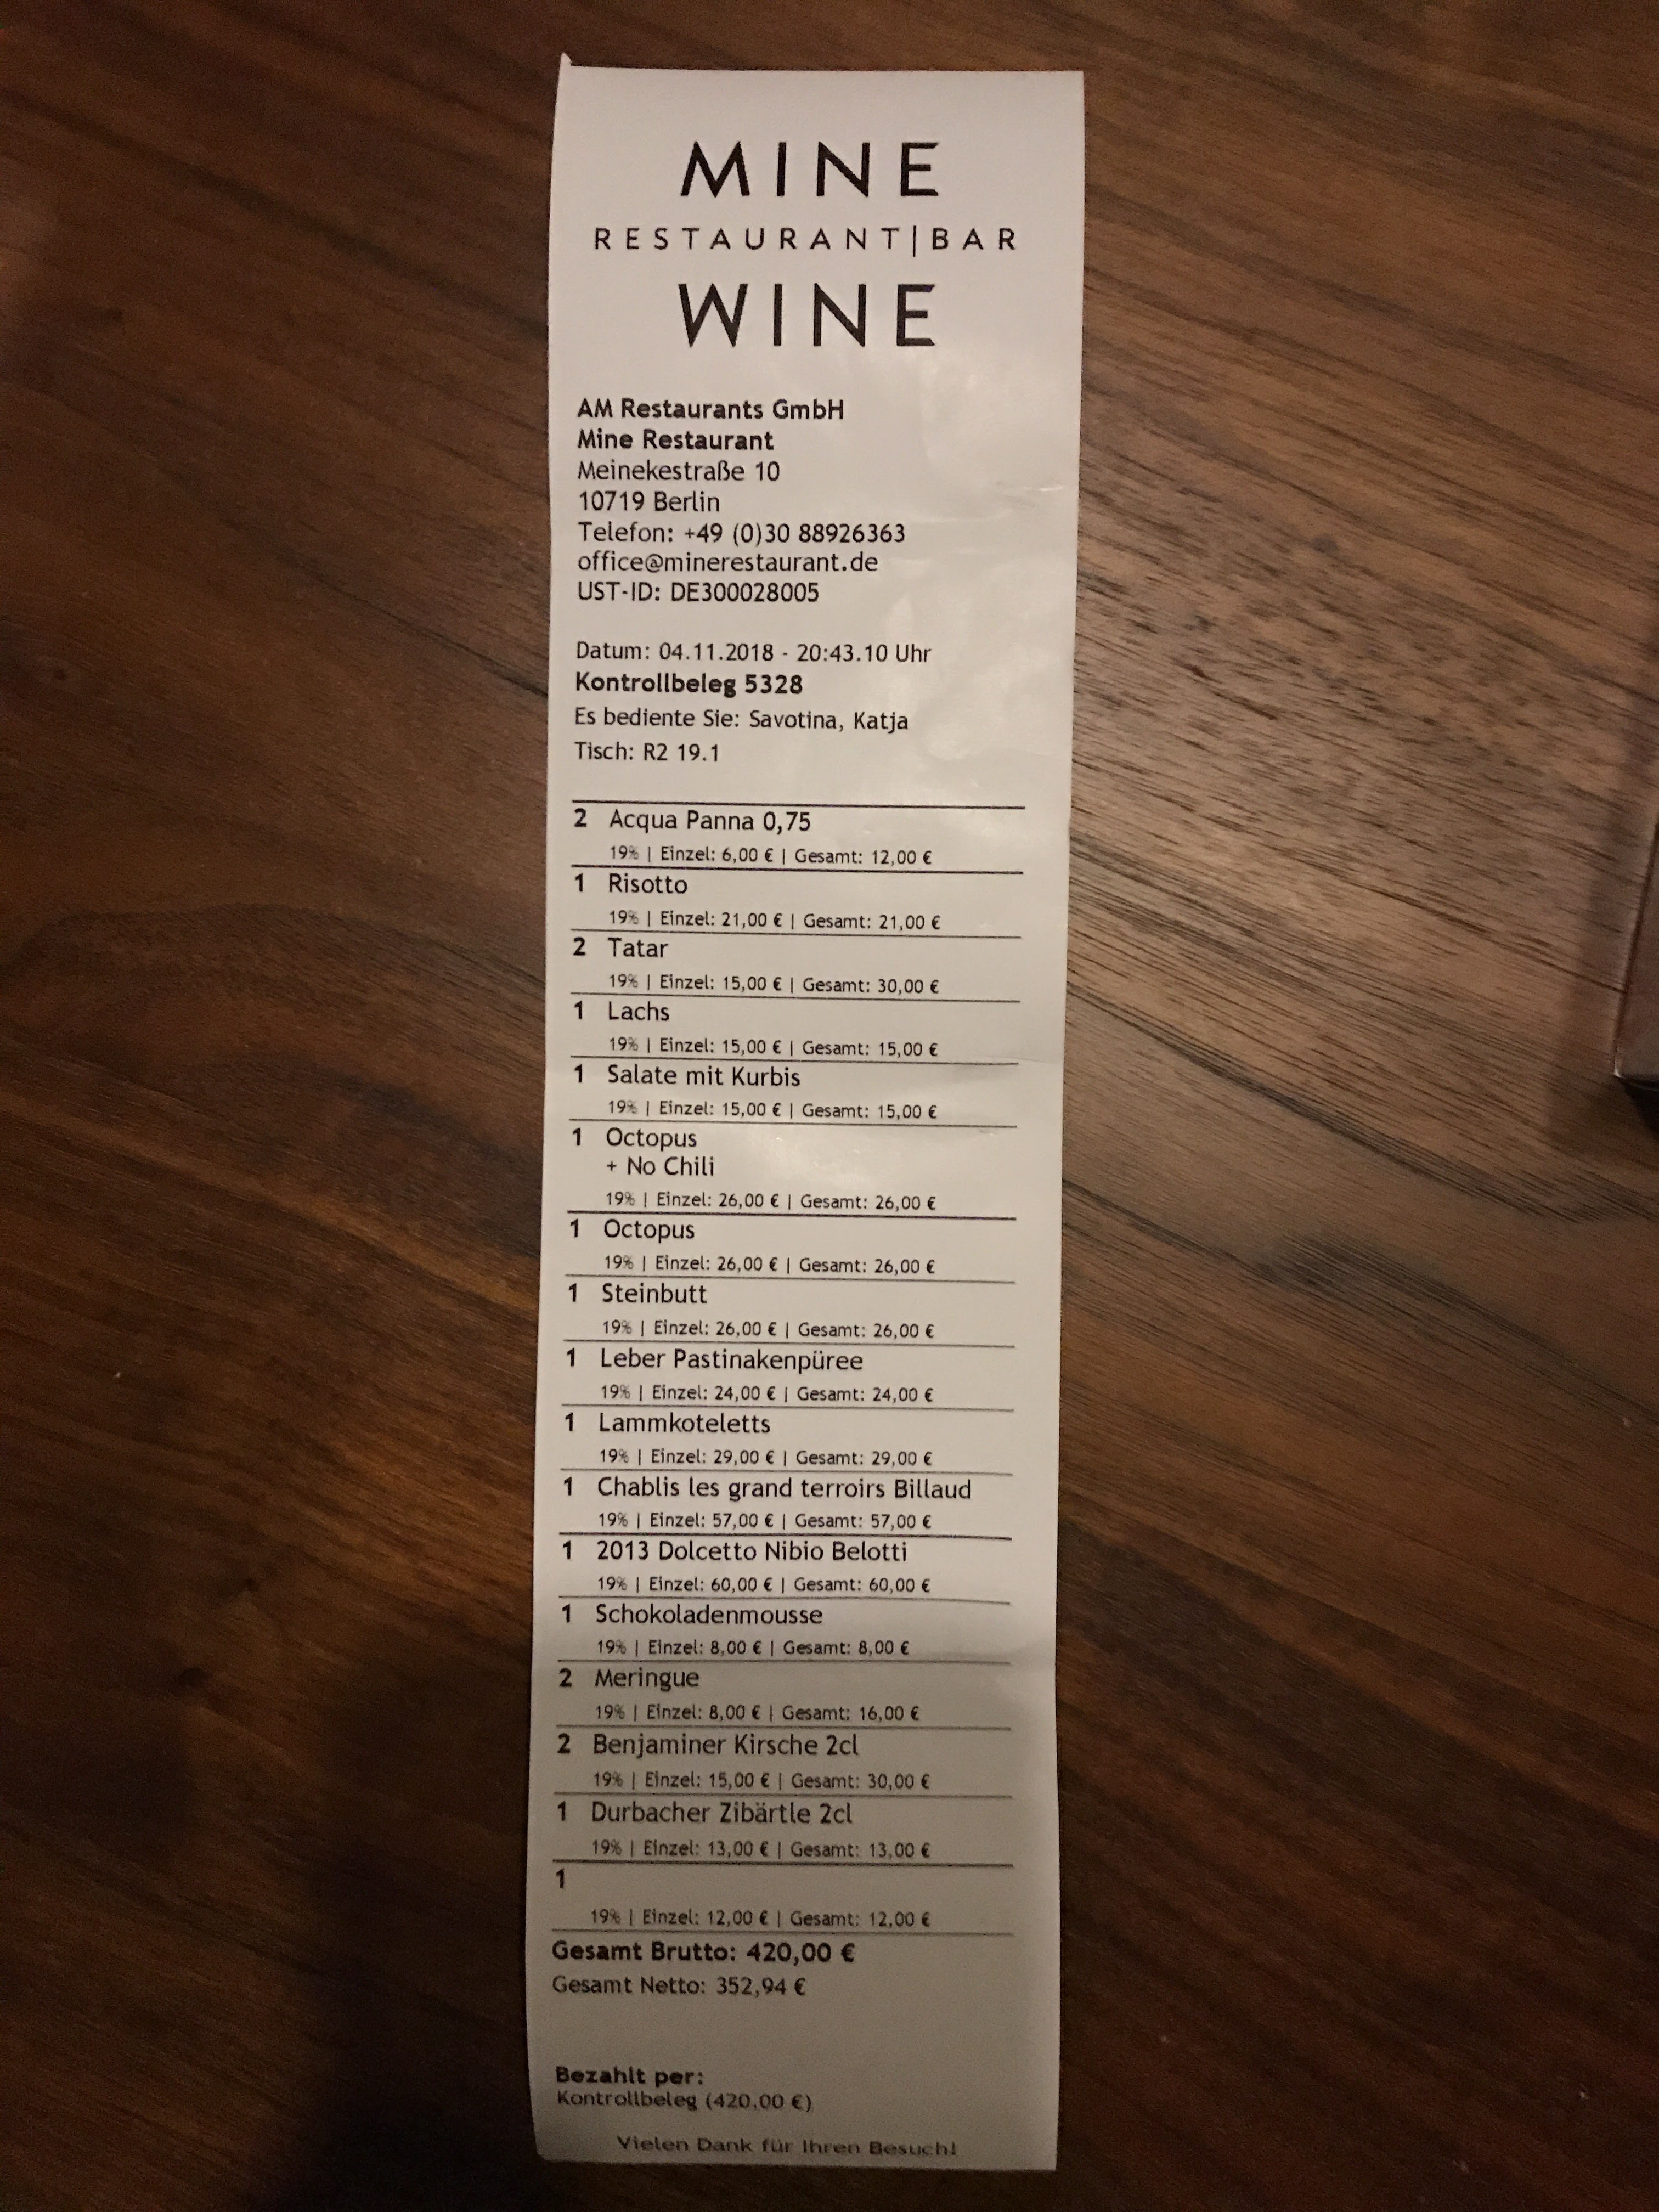 MINE
RESTAURANT|BAR
WINE
AM Restaurants GmbH
Mine Restaurant
Meinekestraße 10
10719 Berlin
Telefon: +49 (0)30 88926363
office@minerestaurant.de
UST-ID: DE300028005
Datum: 04.11.2018 - 20:43.10 Uhr
Kontrollbeleg 5328
Es bediente Sie: Savotina, Katja
Tisch: R2 19.1
2 Acqua Panna 0,75
19% | Einzel: 6,00 € | Gesamt: 12,00 €
1 Risotto
19% | Einzel: 21,00 € | Gesamt: 21,00 €
2 Tatar
19% | Einzel: 15,00 € | Gesamt: 30,00 €
1 Lachs
19% | Einzel: 15,00 € | Gesamt: 15,00 €
1 Salate mit Kurbis
19% | Einzel: 15,00 € | Gesamt: 15,00 €
1 Octopus
+ No Chili
19% | Einzel: 26,00 € | Gesamt: 26,00 €
1 Octopus
19% | Einzel: 26,00 € | Gesamt: 26,00 €
1 Steinbutt
19% | Einzel: 26,00 € | Gesamt: 26,00 €
1 Leber Pastinakenpüree
19% | Einzel: 24,00 € | Gesamt: 24,00 €
1 Lammkoteletts
19% | Einzel: 29,00 € | Gesamt: 29,00 €
1 Chablis les grand terroirs Billaud
19% | Einzel: 57,00 € | Gesamt: 57,00 €
1 2013 Dolcetto Nibio Belotti
19% | Einzel: 60,00 € | Gesamt: 60,00 €
1 Schokoladenmousse
19% | Einzel: 8,00 € | Gesamt: 8,00 €
2 Meringue
19% | Einzel: 8,00 € | Gesamt: 16,00 €
2 Benjaminer Kirsche 2cl
19% | Einzel: 15,00 € | Gesamt: 30,00 €
1 Durbacher Zibärtle 2cl
19% | Einzel: 13,00 € | Gesamt: 13,00 €
1
19% | Einzel: 12,00 € | Gesamt: 12,00 €
Gesamt Brutto: 420,00 €
Gesamt Netto: 352,94 €
Bezahlt per:
Kontrollbeleg (420,00 €)
Vielen Dank für Ihren Besuch!